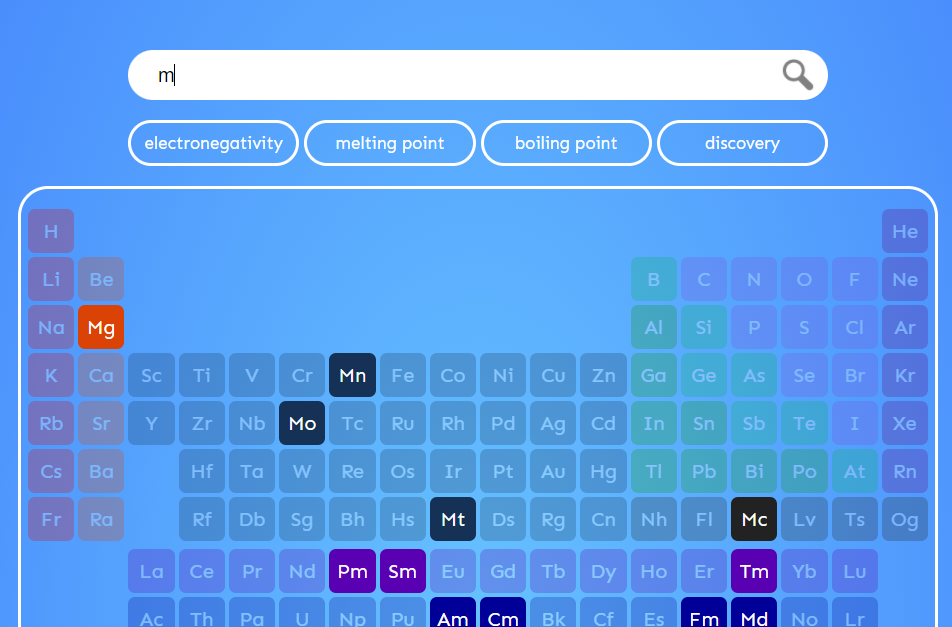 m
electronegativity melting point boiling point discovery
H He
Li Be B C N O F Ne
Na Mg Al Si P S Cl Ar
K Ca Sc Ti V Cr Mn Fe Co Ni Cu Zn Ga Ge As Se Br Kr
Rb Sr Y Zr Nb Mo Tc Ru Rh Pd Ag Cd In Sn Sb Te I Xe
Cs Ba Hf Ta W Re Os Ir Pt Au Hg Tl Pb Bi Po At Rn
Fr Ra Rf Db Sg Bh Hs Mt Ds Rg Cn Nh Fl Mc Lv Ts Og
La Ce Pr Nd Pm Sm Eu Gd Tb Dy Ho Er Tm Yb Lu
Ac Th Pa U Np Pu Am Cm Bk Cf Es Fm Md No Lr